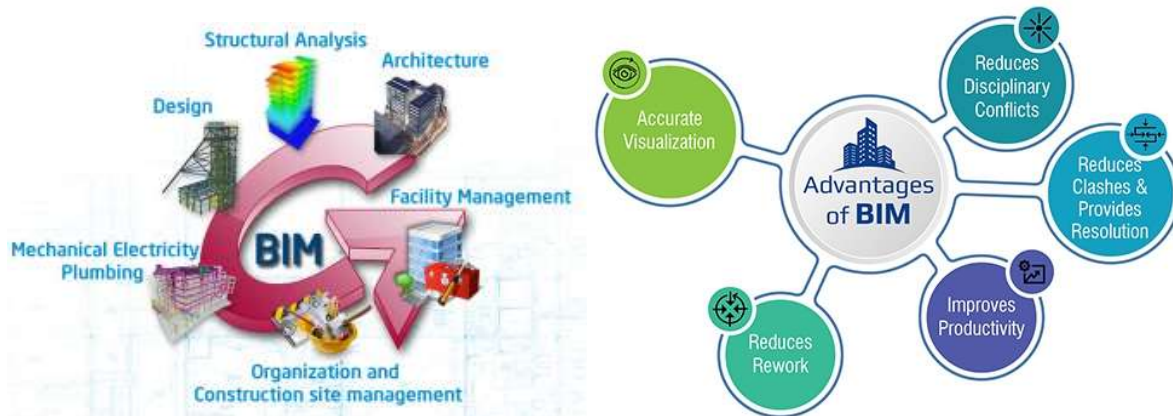 Structural Analysis
Architecture
Design
Facility Management
Mechanical Electricity
Plumbing
BIM
Organization and
Construction site management
Accurate
Visualization
Advantages
of BIM
Reduces
Disciplinary
Conflicts
Reduces
Clashes &
Provides
Resolution
Improves
Productivity
Reduces
Rework